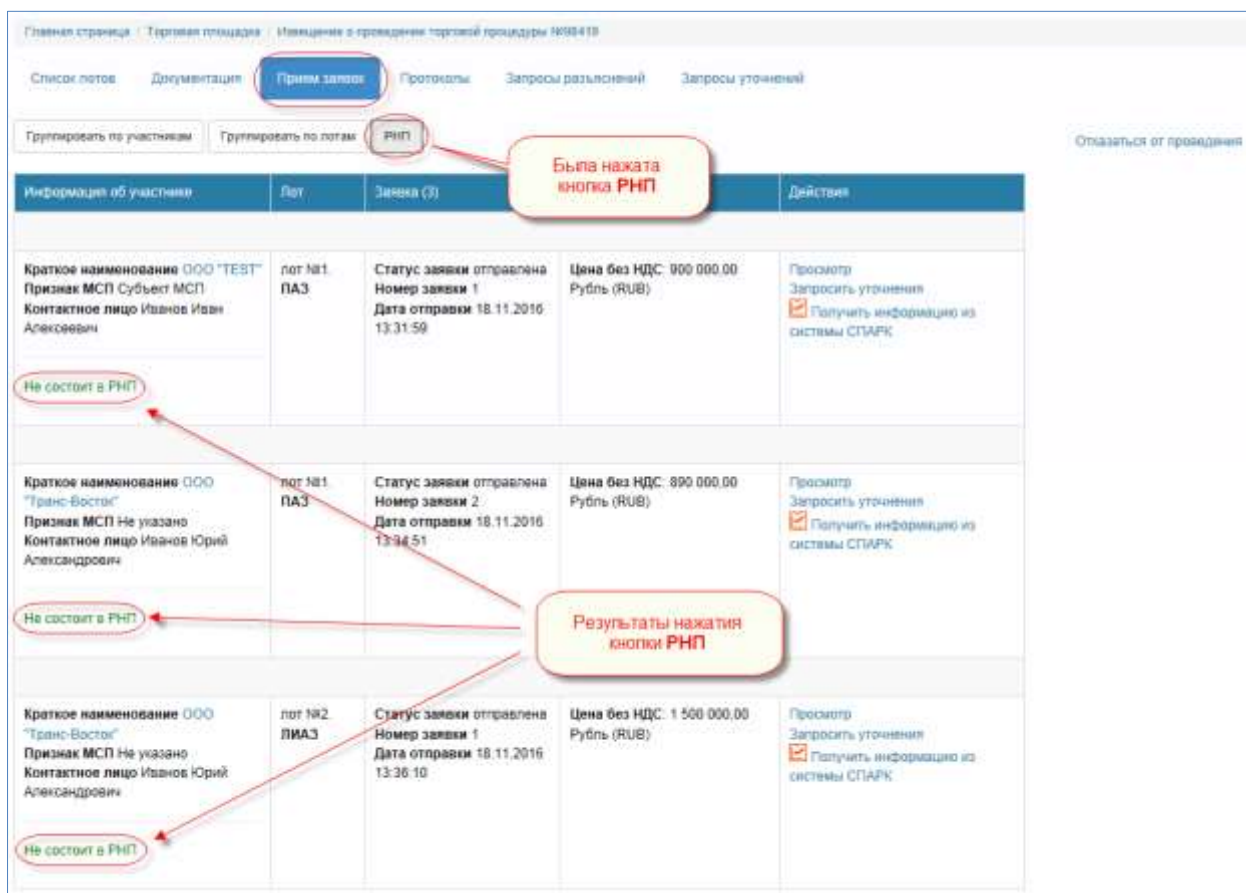 Главная страница / Торговая площадка / Извещение о проведении торговой процедуры №98418
Список лотов Документация Прием заявок Протоколы Запросы разъяснений Запросы уточнений
Группировать по участникам Группировать по лотам РНП Отказаться от проведения
Была нажата
кнопка РНП
Информация об участнике Лот Заявка (3) Действия
Краткое наименование ООО "TEST" лот №1. Статус заявки отправлена Цена без НДС: 900 000,00 Просмотр
Признак МСП Субъект МСП ПАЗ Номер заявки 1 Рубль (RUB) Запросить уточнения
Контактное лицо Иванов Иван Дата отправки 18.11.2016 Получить информацию из
Алексеевич 13:31:59 системы СПАРК
Не состоит в РНП
Краткое наименование ООО лот №1. Статус заявки отправлена Цена без НДС: 890 000,00 Просмотр
"Транс-Восток" ПАЗ Номер заявки 2 Рубль (RUB) Запросить уточнения
Признак МСП Не указано Дата отправки 18.11.2016 Получить информацию из
Контактное лицо Иванов Юрий 13:34:51 системы СПАРК
Александрович
Не состоит в РНП
Результаты нажатия
кнопки РНП
Краткое наименование ООО лот №2. Статус заявки отправлена Цена без НДС: 1 500 000,00 Просмотр
"Транс-Восток" ЛИАЗ Номер заявки 1 Рубль (RUB) Запросить уточнения
Признак МСП Не указано Дата отправки 18.11.2016 Получить информацию из
Контактное лицо Иванов Юрий 13:36:10 системы СПАРК
Александрович
Не состоит в РНП